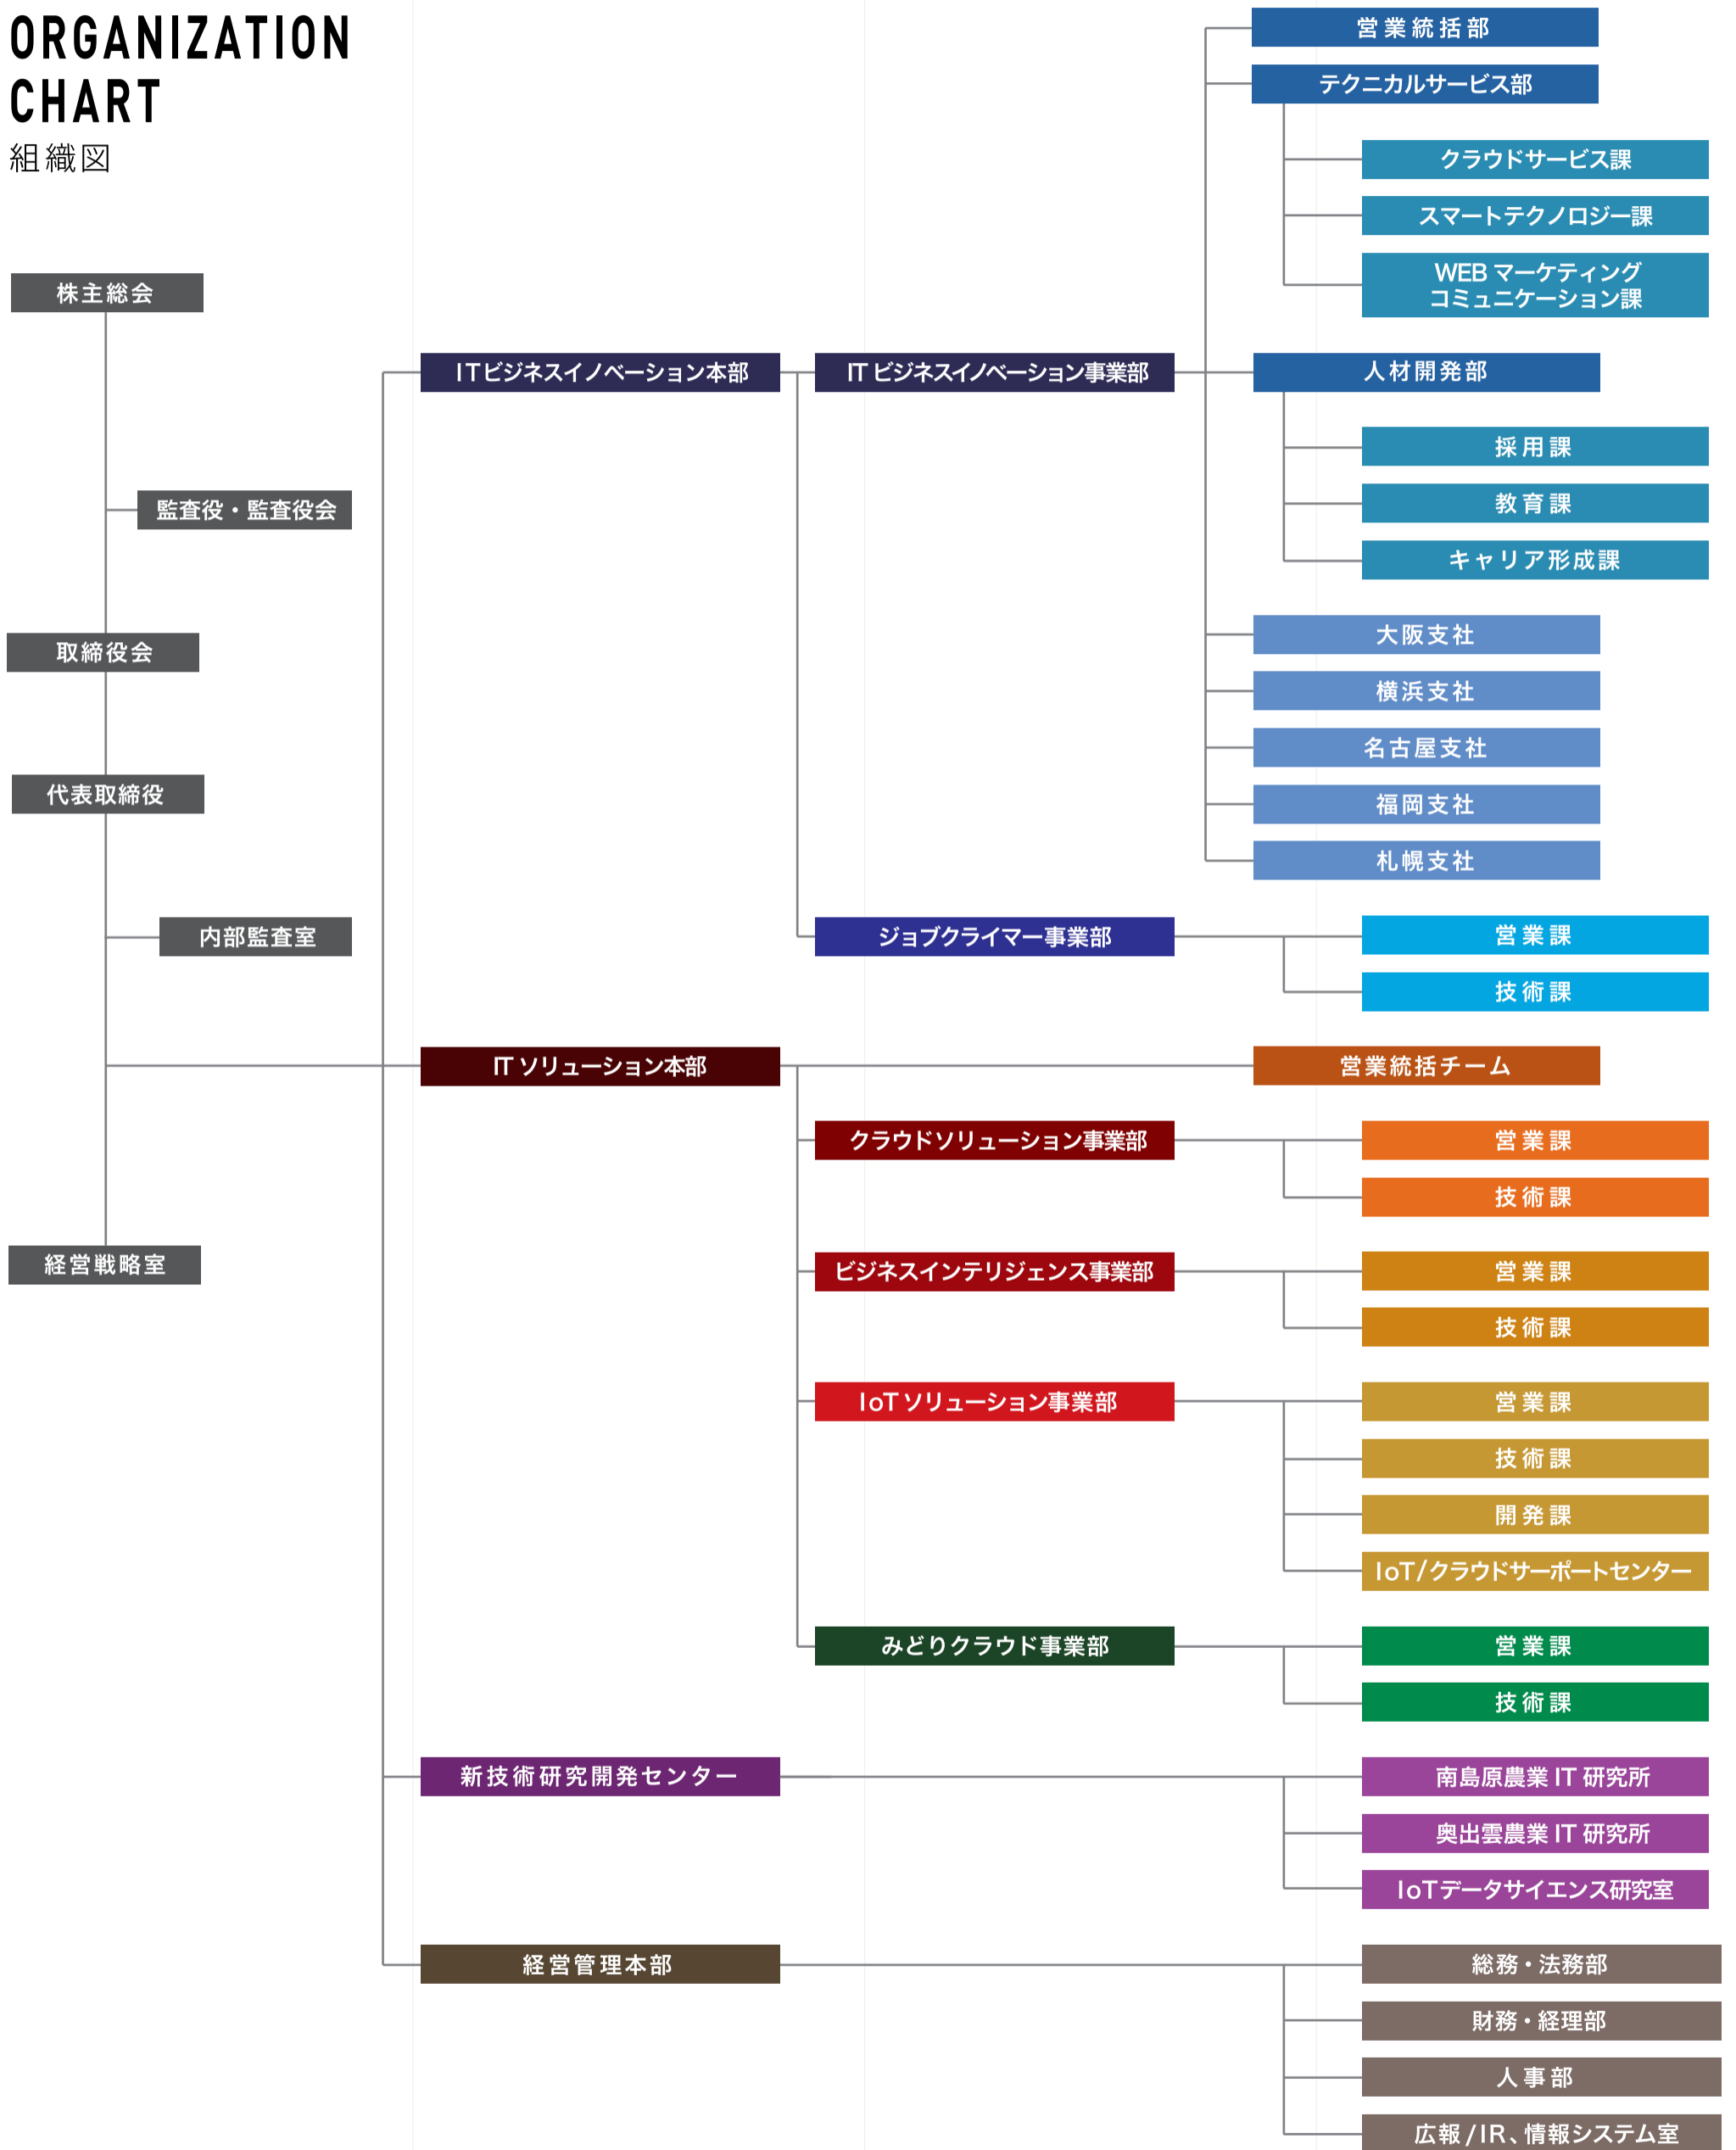 ORGANIZATION
CHART
組織図
株主総会
監査役・監査役会
取締役会
代表取締役
内部監査室
経営戦略室
ITビジネスイノベーション本部
ITビジネスイノベーション事業部
営業統括部
テクニカルサービス部
クラウドサービス課
スマートテクノロジー課
WEB マーケティング
コミュニケーション課
人材開発部
採用課
教育課
キャリア形成課
大阪支社
横浜支社
名古屋支社
福岡支社
札幌支社
ジョブクライマー事業部
営業課
技術課
IT ソリューション本部
営業統括チーム
クラウドソリューション事業部
営業課
技術課
ビジネスインテリジェンス事業部
営業課
技術課
IoT ソリューション事業部
営業課
技術課
開発課
IoT/クラウドサーポートセンター
みどりクラウド事業部
営業課
技術課
新技術研究開発センター
南島原農業 IT 研究所
奥出雲農業 IT 研究所
IoTデータサイエンス研究室
経営管理本部
総務・法務部
財務・経理部
人事部
広報/IR、情報システム室